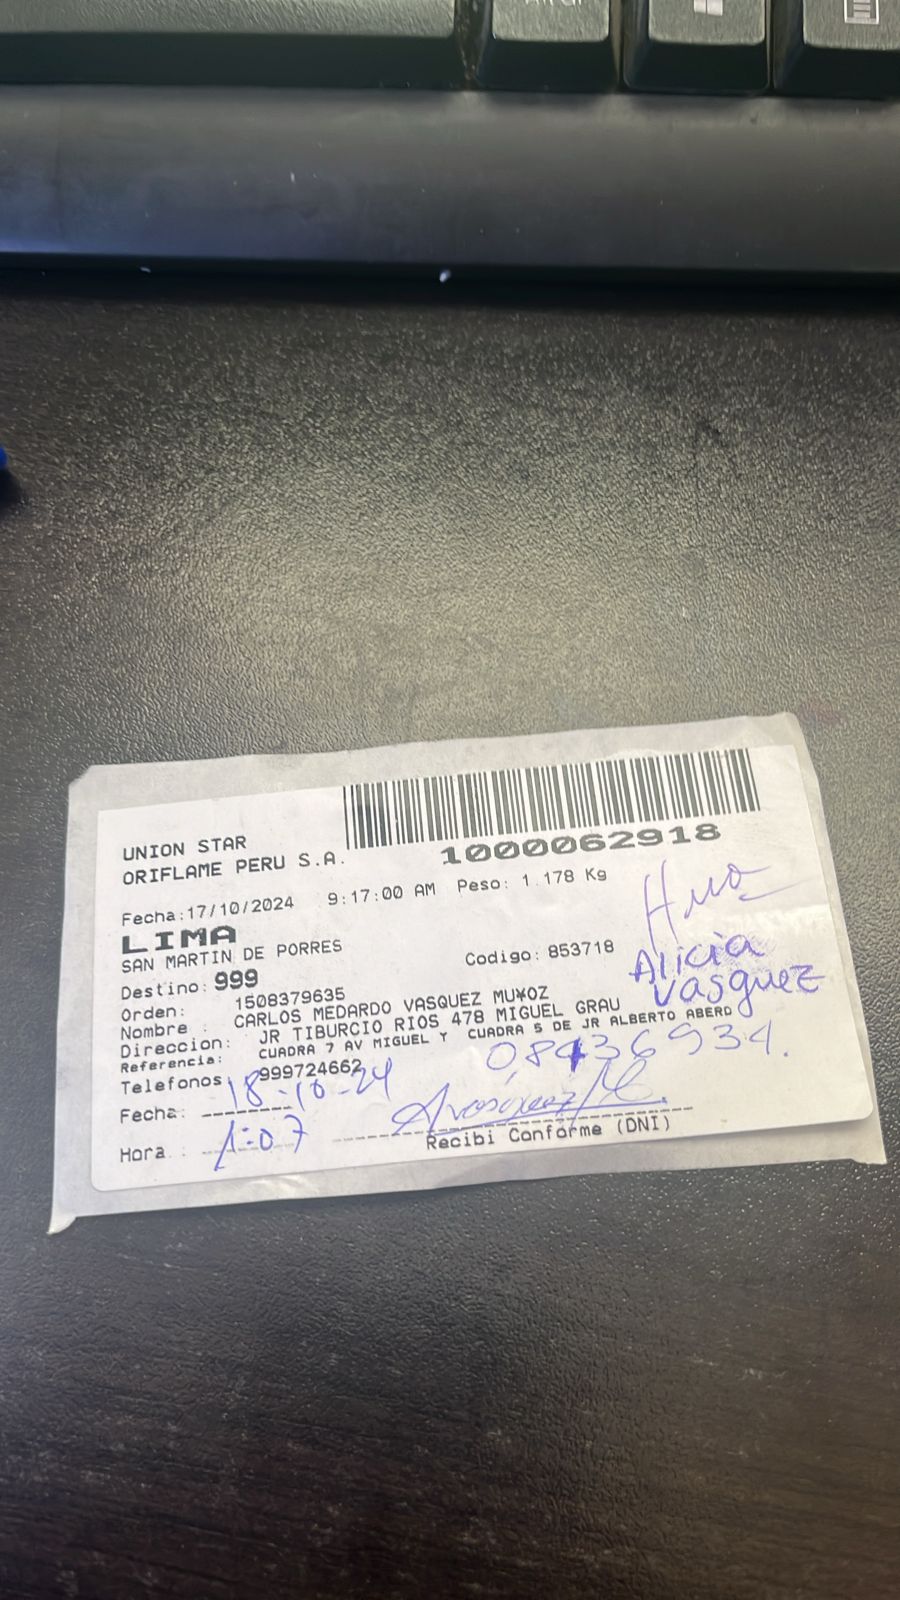 UNION STAR
ORIFLAME PERU S.A.
1000062918
Fecha:17/10/2024 9:17:00 AM Peso: 1.178 Kg
LIMA
SAN MARTIN DE PORRES
Codigo: 853718
Destino: 999
Orden: 1508379635
Nombre : CARLOS MEDARDO VASQUEZ MU¥OZ
Direccion: JR TIBURCIO RIOS 478 MIGUEL GRAU
Referencia: CUADRA 7 AV MIGUEL Y CUADRA 5 DE JR ALBERTO ABERD
Telefonos 999724662
Alicia
Vasquez
08436934.
Fecha: 18-10-24
Hora : 1:07
Recibi Conforme (DNI)